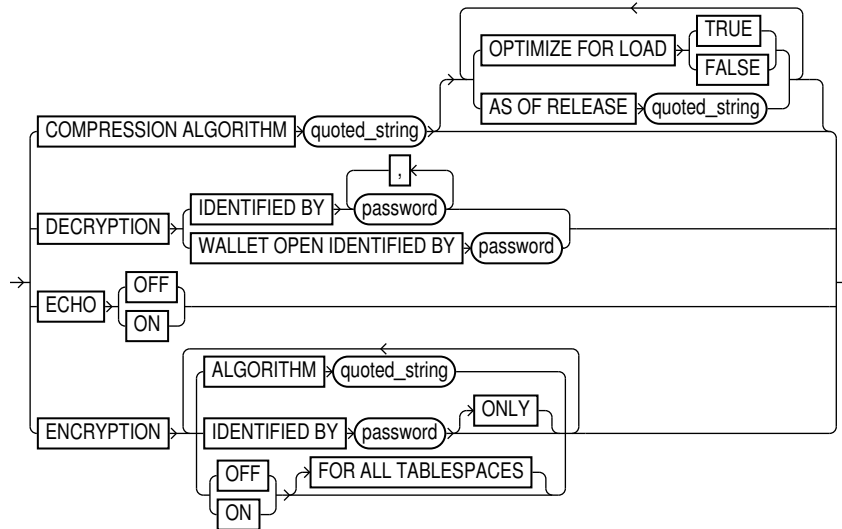 OPTIMIZE FOR LOAD TRUE
FALSE
AS OF RELEASE quoted_string
COMPRESSION ALGORITHM quoted_string
,
DECRYPTION IDENTIFIED BY password
WALLET OPEN IDENTIFIED BY password
ECHO OFF
ON
ALGORITHM quoted_string
ENCRYPTION IDENTIFIED BY password ONLY
OFF FOR ALL TABLESPACES
ON